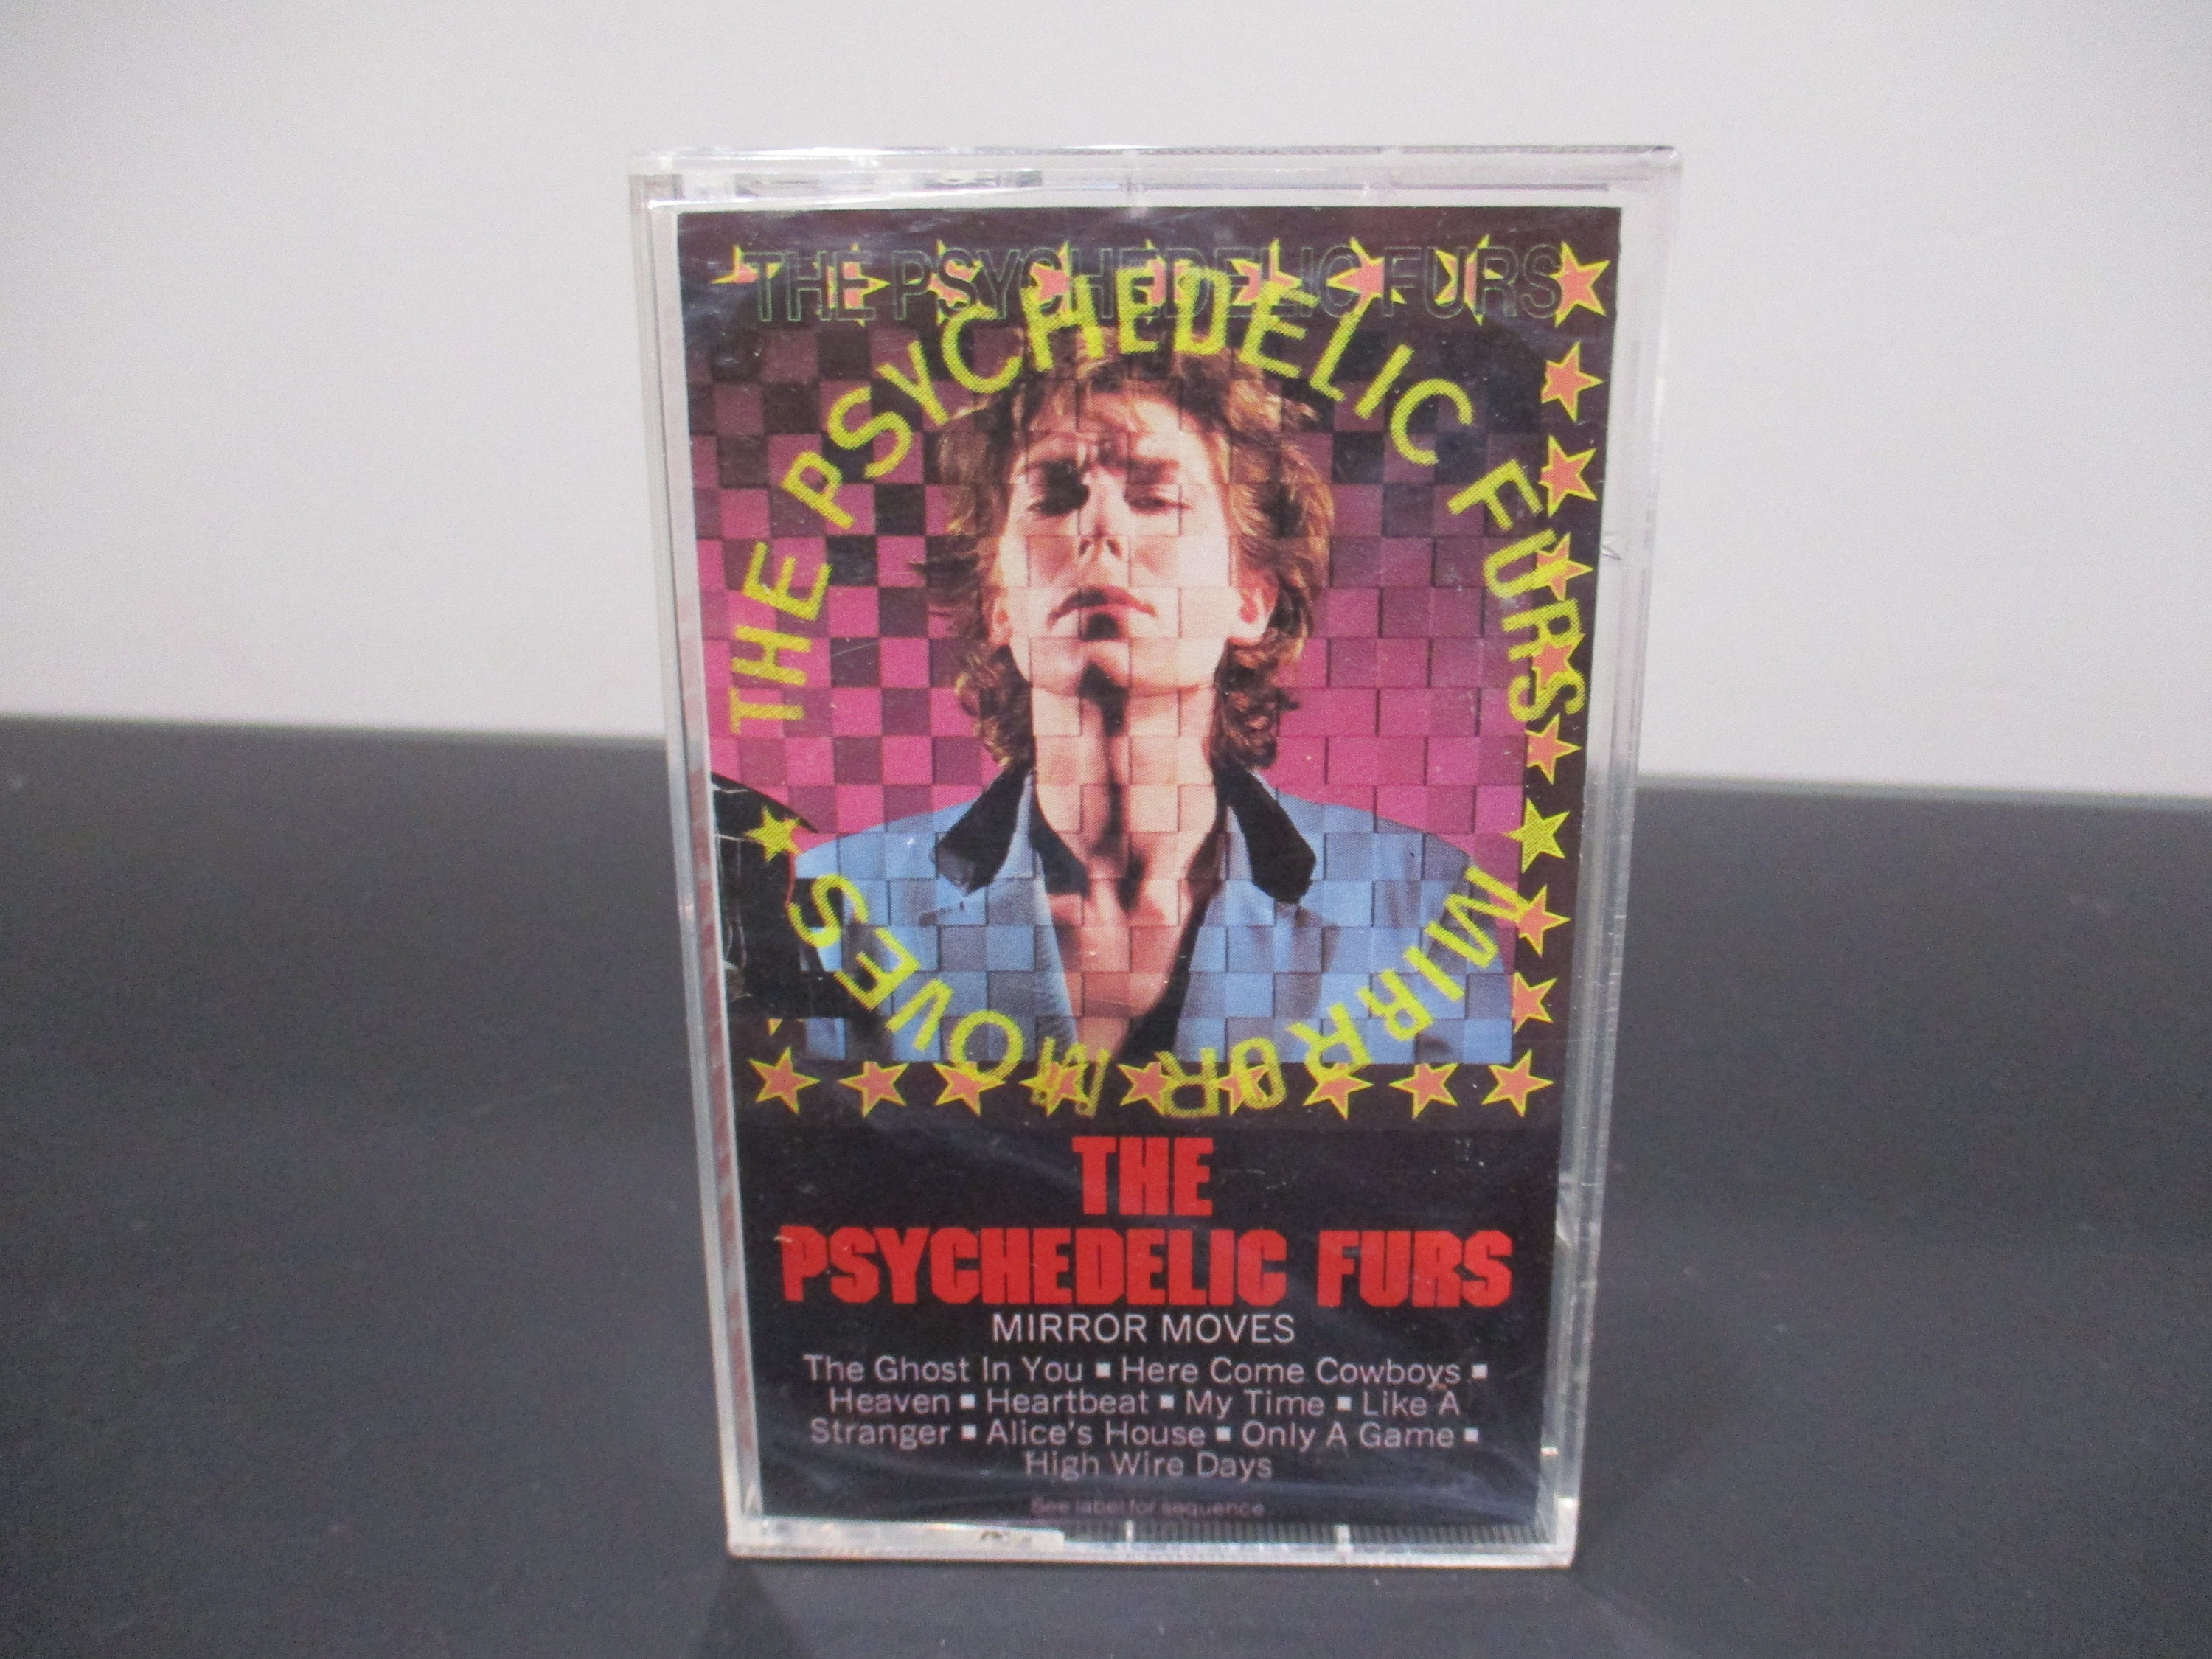 THE PSYCHEDELIC FURS
THE PSYCHEDELIC FURS
MIRROR MOVES
THE
PSYCHEDELIC FURS
MIRROR MOVES
The Ghost In You ▪ Here Come Cowboys ▪
Heaven ▪ Heartbeat ▪ My Time ▪ Like A
Stranger ▪ Alice's House ▪ Only A Game ▪
High Wire Days
See label for sequence